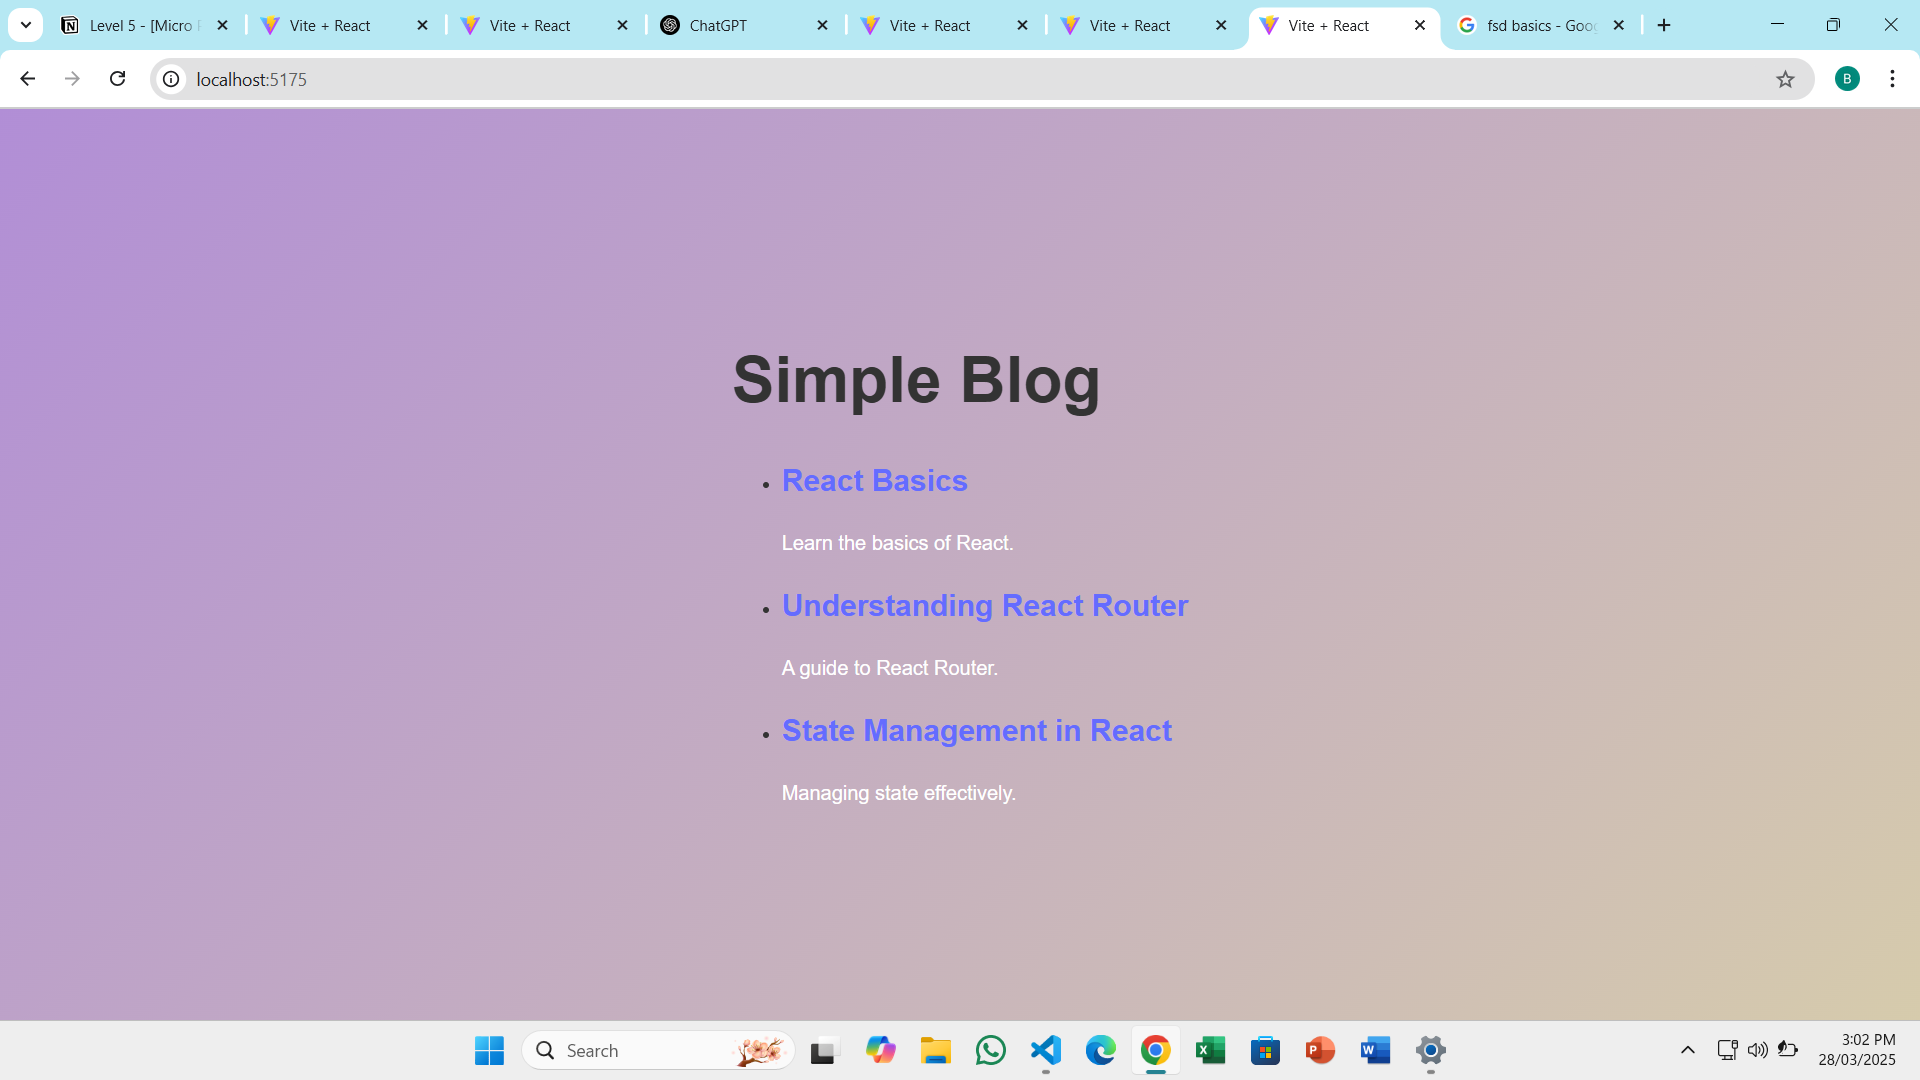 Level 5 - [Micro
Vite + React
Vite + React
ChatGPT
Vite + React
Vite + React
Vite + React
fsd basics - Goo
localhost:5175
B
Simple Blog
• React Basics
Learn the basics of React.
• Understanding React Router
A guide to React Router.
• State Management in React
Managing state effectively.
Search
3:02 PM
28/03/2025